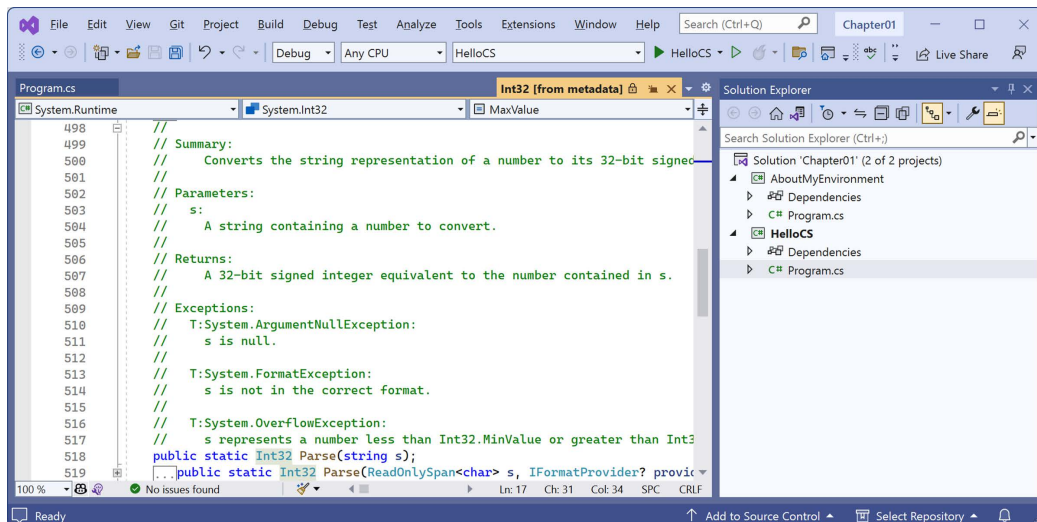 File Edit View Git Project Build Debug Test Analyze Tools Extensions Window Help Search (Ctrl+Q) Chapter01
Debug Any CPU HelloCS HelloCS abc Live Share
Program.cs Int32 [from metadata]
C# System.Runtime System.Int32 MaxValue
498 //
499 // Summary:
500 // Converts the string representation of a number to its 32-bit signed
501 //
502 // Parameters:
503 // s:
504 // A string containing a number to convert.
505 //
506 // Returns:
507 // A 32-bit signed integer equivalent to the number contained in s.
508 //
509 // Exceptions:
510 // T:System.ArgumentNullException:
511 // s is null.
512 //
513 // T:System.FormatException:
514 // s is not in the correct format.
515 //
516 // T:System.OverflowException:
517 // s represents a number less than Int32.MinValue or greater than Int3
518 public static Int32 Parse(string s);
519 ...public static Int32 Parse(ReadOnlySpan<char> s, IFormatProvider? provid
100 % No issues found Ln: 17 Ch: 31 Col: 34 SPC CRLF
Solution Explorer
Search Solution Explorer (Ctrl+;)
Solution 'Chapter01' (2 of 2 projects)
C# AboutMyEnvironment
Dependencies
C# Program.cs
C# HelloCS
Dependencies
C# Program.cs
Ready Add to Source Control Select Repository